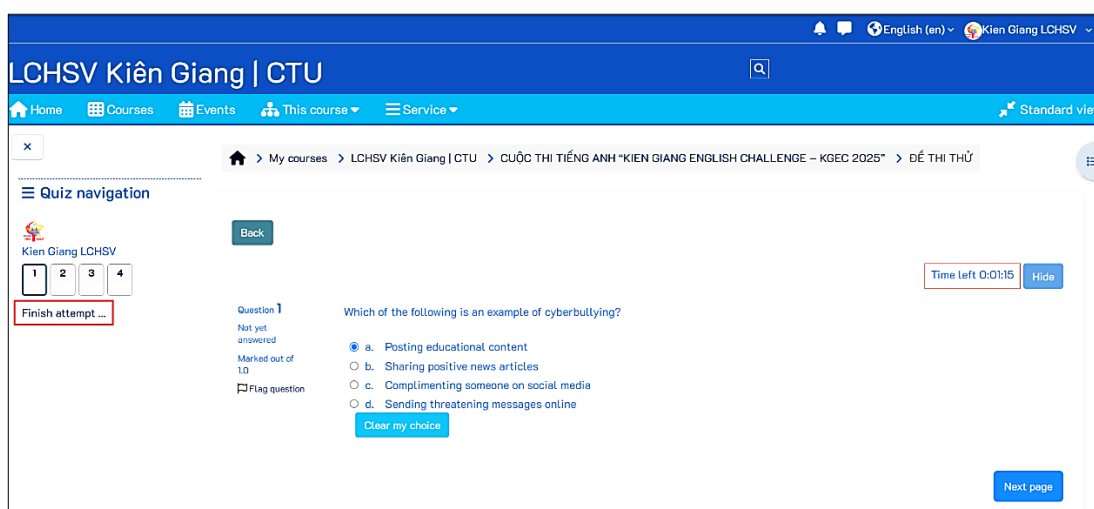 English (en)
Kien Giang LCHSV
LCHSV Kiên Giang | CTU
Home
Courses
Events
This course
Service
Standard vie
×
My courses > LCHSV Kiên Giang | CTU > CUỘC THI TIẾNG ANH “KIEN GIANG ENGLISH CHALLENGE – KGEC 2025” > ĐỀ THI THỬ
Quiz navigation
Kien Giang LCHSV
1 2 3 4
Finish attempt ...
Back
Time left 0:01:15
Hide
Question 1
Not yet
answered
Marked out of
1.0
Flag question
Which of the following is an example of cyberbullying?
a. Posting educational content
b. Sharing positive news articles
c. Complimenting someone on social media
d. Sending threatening messages online
Clear my choice
Next page